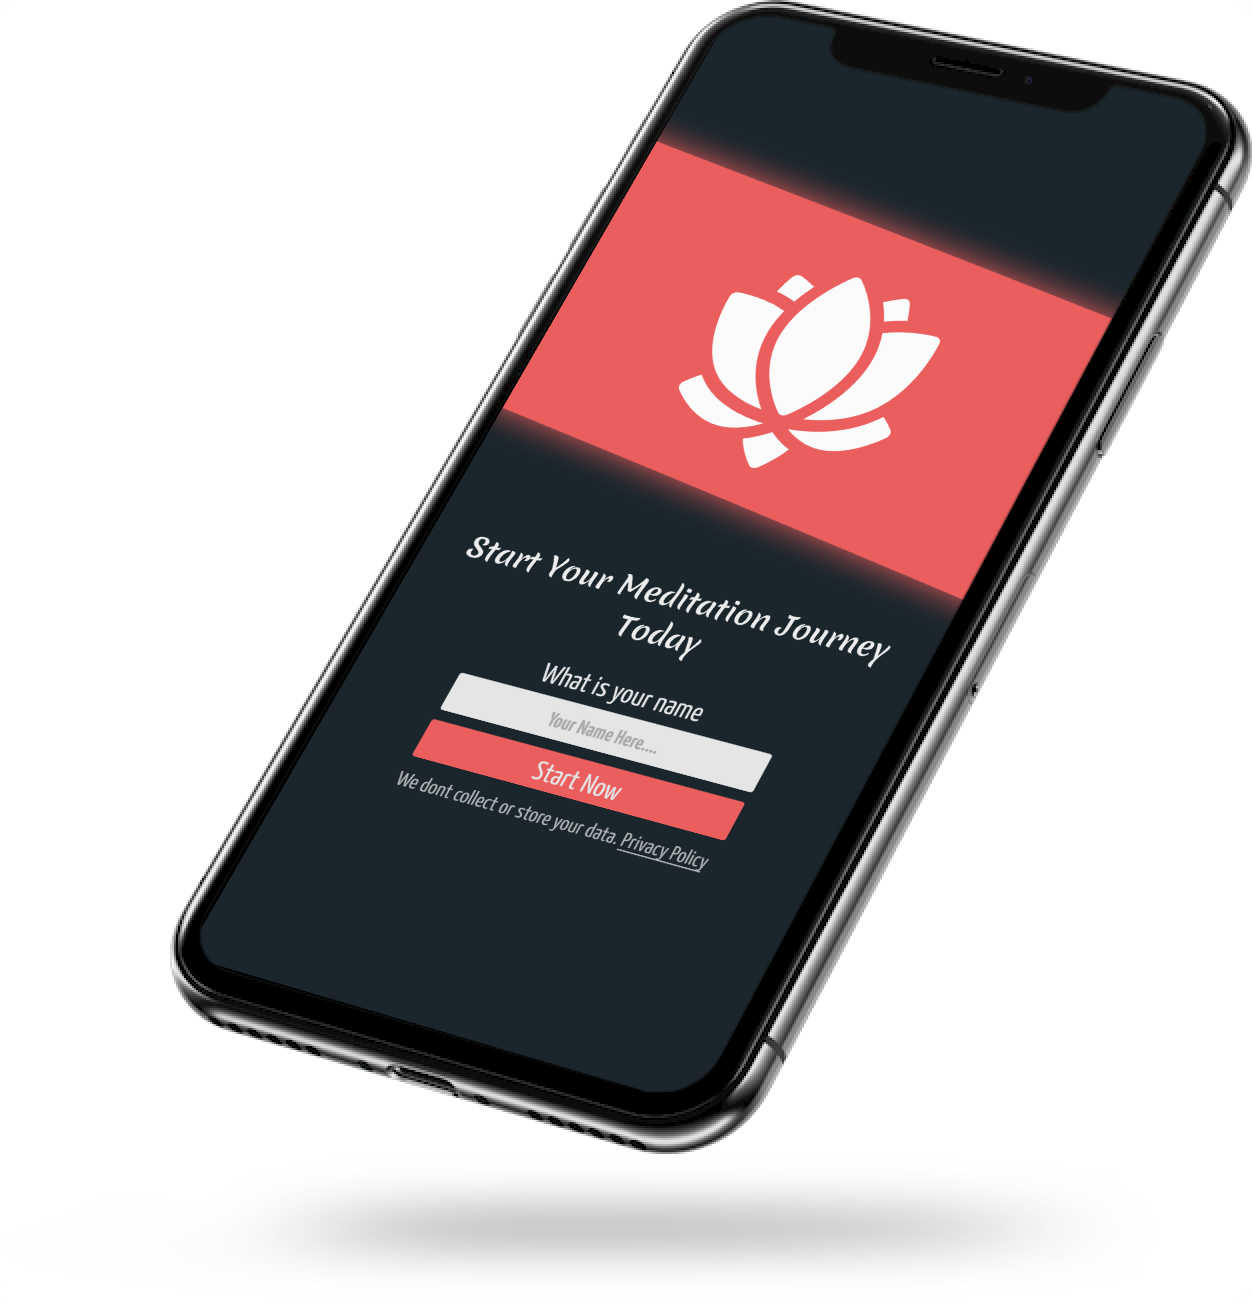 Start Your Meditation Journey
Today
What is your name
Your Name Here....
Start Now
We dont collect or store your data. Privacy Policy